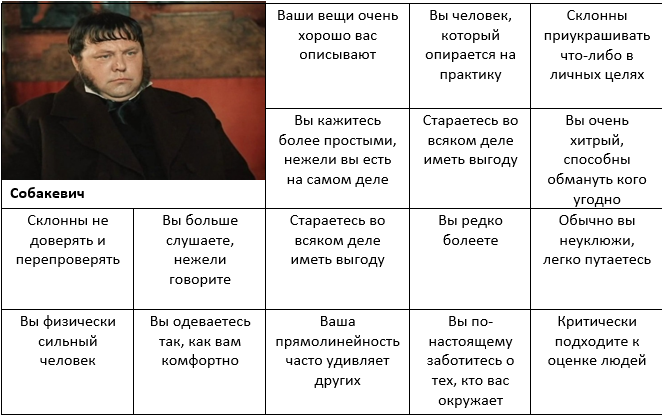 Ваши вещи очень
хорошо вас
описывают
Вы человек,
который
опирается на
практику
Склонны
приукрашивать
что-либо в
личных целях
Вы кажитесь
более простыми,
нежели вы есть
на самом деле
Стараетесь во
всяком деле
иметь выгоду
Вы очень
хитрый,
способны
обмануть кого
угодно
Собакевич
Склонны не
доверять и
перепроверять
Вы больше
слушаете,
нежели
говорите
Стараетесь во
всяком деле
иметь выгоду
Вы редко
болеете
Обычно вы
неуклюжи,
легко путаетесь
Вы физически
сильный
человек
Вы одеваетесь
так, как вам
комфортно
Ваша
прямолинейность
часто удивляет
других
Вы по-
настоящему
заботитесь о
тех, кто вас
окружает
Критически
подходите к
оценке людей